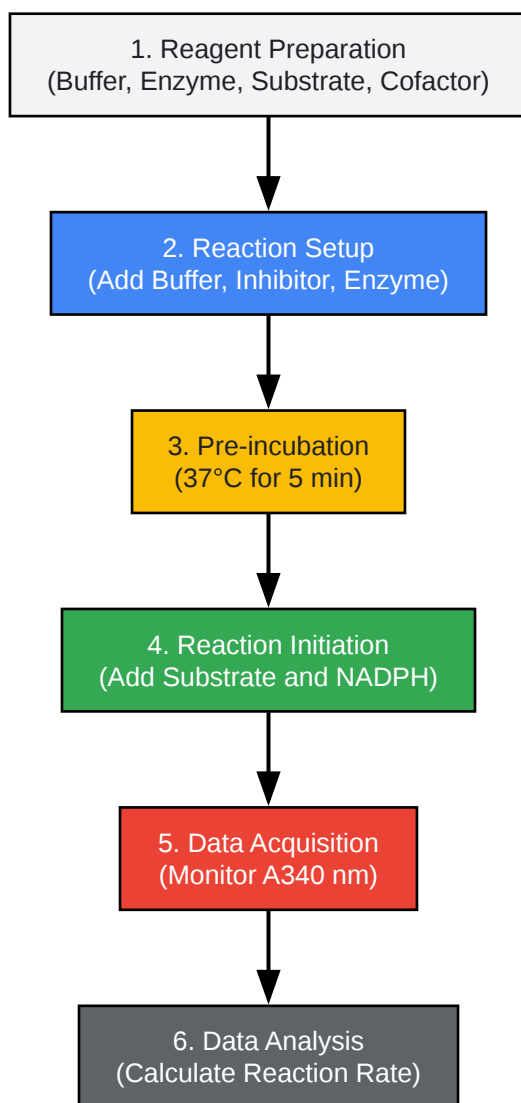 1. Reagent Preparation
(Buffer, Enzyme, Substrate, Cofactor)
2. Reaction Setup
(Add Buffer, Inhibitor, Enzyme)
3. Pre-incubation
(37°C for 5 min)
4. Reaction Initiation
(Add Substrate and NADPH)
5. Data Acquisition
(Monitor A340 nm)
6. Data Analysis
(Calculate Reaction Rate)